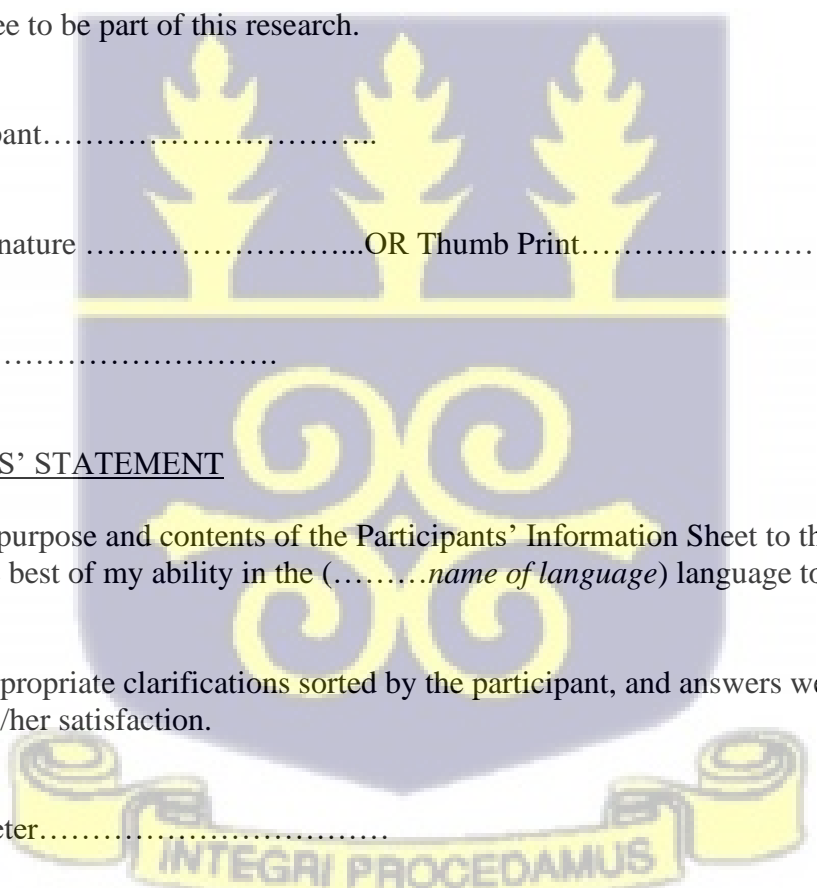 ee to be part of this research.
pant…………………………..
nature ……………………...OR Thumb Print…………………
……………………….
S’ STATEMENT
purpose and contents of the Participants’ Information Sheet to th
best of my ability in the (………name of language) language to
propriate clarifications sorted by the participant, and answers we
/her satisfaction.
eter……………………………
INTEGRI PROCEDAMUS